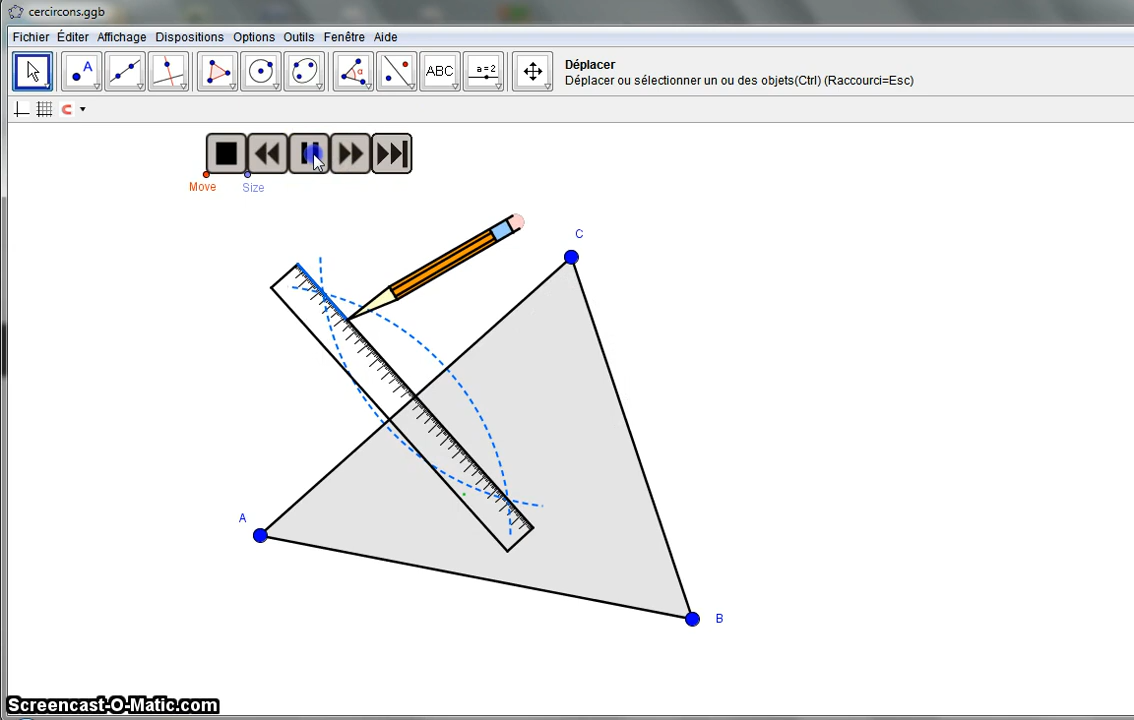 cercircons.ggb
Fichier Éditer Affichage Dispositions Options Outils Fenêtre Aide
A
α
ABC
a=2
Déplacer
Déplacer ou sélectionner un ou des objets(Ctrl) (Raccourci=Esc)
Move Size
C
A
B
Screencast-O-Matic.com